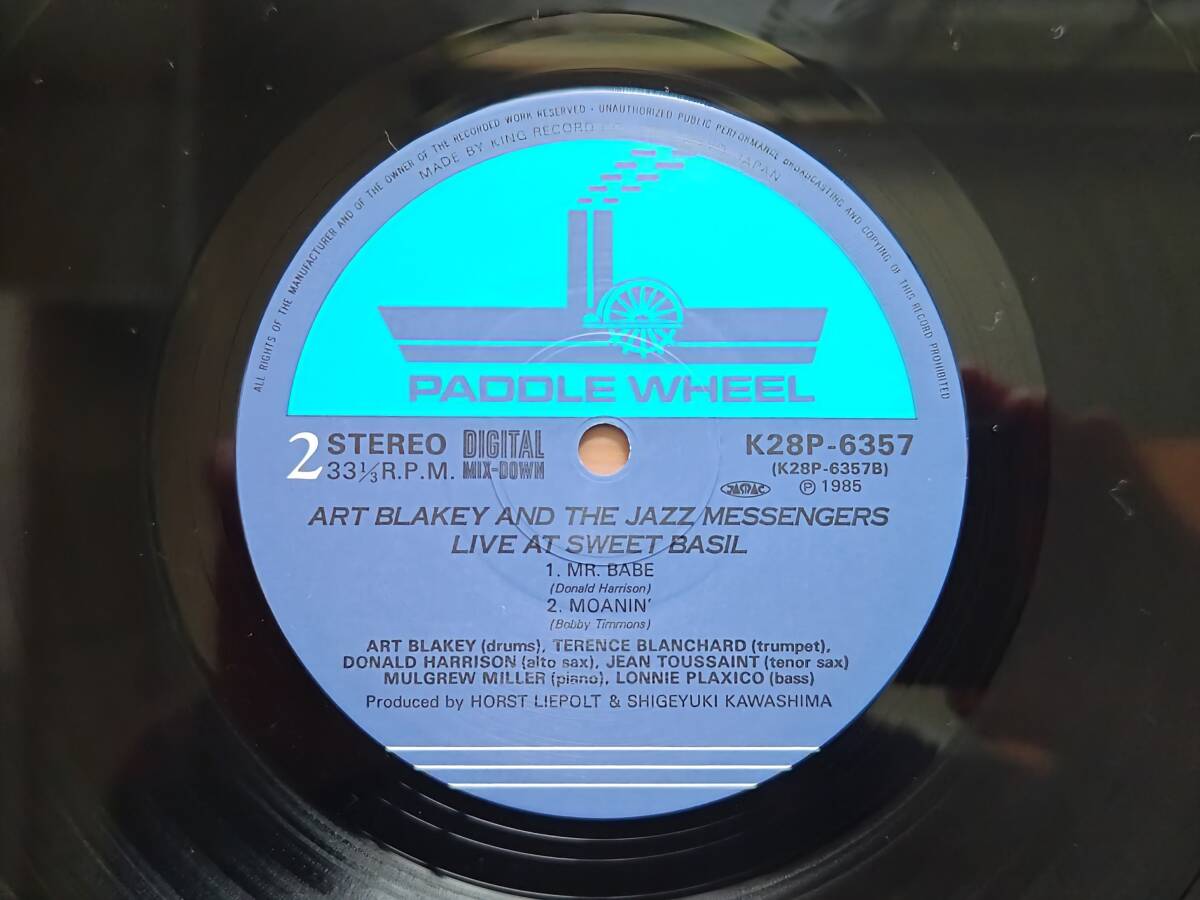 ALL RIGHTS OF THE MANUFACTURER AND OF THE OWNER OF THE RECORDED WORK RESERVED · UNAUTHORIZED PUBLIC PERFORMANCE BROADCASTING AND COPYING OF THIS RECORD PROHIBITED
MADE BY KING RECORD JAPAN
PADDLE WHEEL
2 STEREO DIGITAL K28P-6357
33 1/3 R.P.M. MIX-DOWN (K28P-6357B)
JASRAC Ⓟ 1985
ART BLAKEY AND THE JAZZ MESSENGERS
LIVE AT SWEET BASIL
1. MR. BABE
(Donald Harrison)
2. MOANIN'
(Bobby Timmons)
ART BLAKEY (drums), TERENCE BLANCHARD (trumpet),
DONALD HARRISON (alto sax), JEAN TOUSSAINT (tenor sax)
MULGREW MILLER (piano), LONNIE PLAXICO (bass)
Produced by HORST LIEPOLT & SHIGEYUKI KAWASHIMA